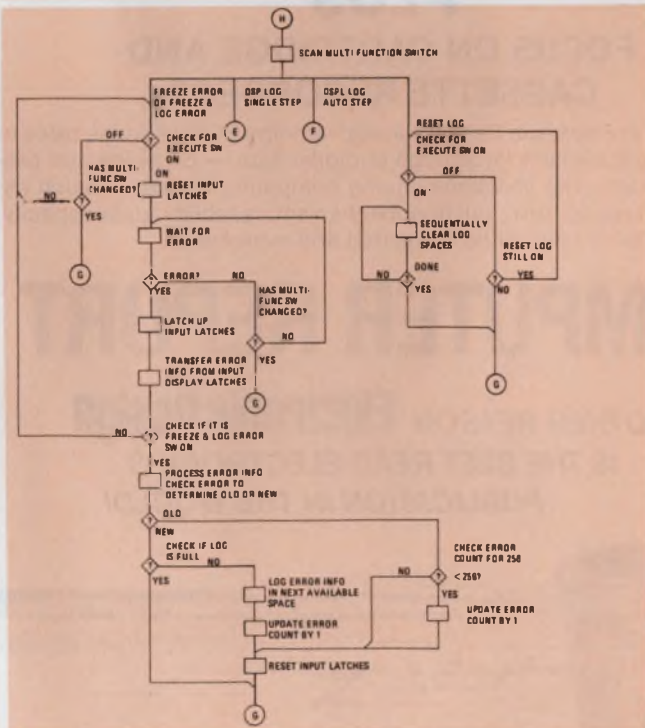 H
SCAN MULTI FUNCTION SWITCH
FREEZE ERROR
OR FREEZE &
LOG ERROR
DSP LOG
SINGLE STEP
DSPL LOG
AUTO STEP
RESET LOG
E
F
OFF
?
CHECK FOR
EXECUTE SW
ON
CHECK FOR
EXECUTE SW ON
OFF
?
ON
HAS MULTI-
FUNC SW
CHANGED?
ON
RESET INPUT
LATCHES
NO
?
YES
SEQUENTIALLY
CLEAR LOG
SPACES
WAIT FOR
ERROR
RESET LOG
STILL ON
G
?
ERROR?
NO
YES
HAS MULTI-
FUNC SW
CHANGED?
NO
?
DONE
YES
?
YES
NO
LATCH UP
INPUT LATCHES
?
NO
YES
TRANSFER ERROR
INFO FROM INPUT
DISPLAY LATCHES
G
G
NO
?
CHECK IF IT IS
FREEZE & LOG ERROR
SW ON
YES
PROCESS ERROR INFO
CHECK ERROR TO
DETERMINE OLD OR NEW
?
OLD
NEW
CHECK IF LOG
IS FULL
?
NO
YES
CHECK ERROR
COUNT FOR 256
NO
?
< 256?
YES
LOG ERROR INFO
IN NEXT AVAILABLE
SPACE
UPDATE ERROR
COUNT BY 1
UPDATE ERROR
COUNT BY 1
RESET INPUT LATCHES
G